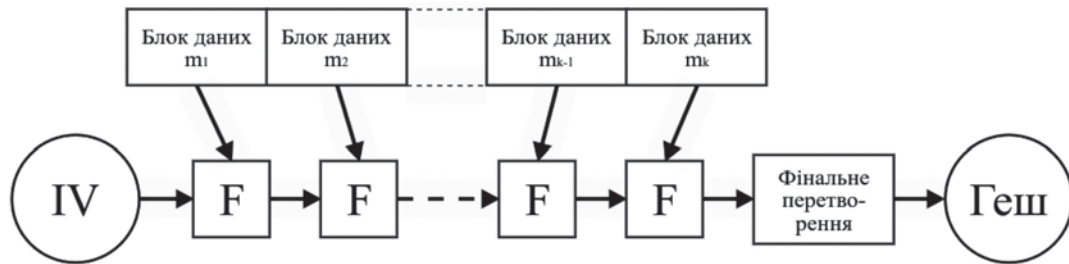 Блок даних
m1
Блок даних
m2
Блок даних
mk-1
Блок даних
mk
IV
F
F
F
F
Фінальне
перетво-
рення
Геш